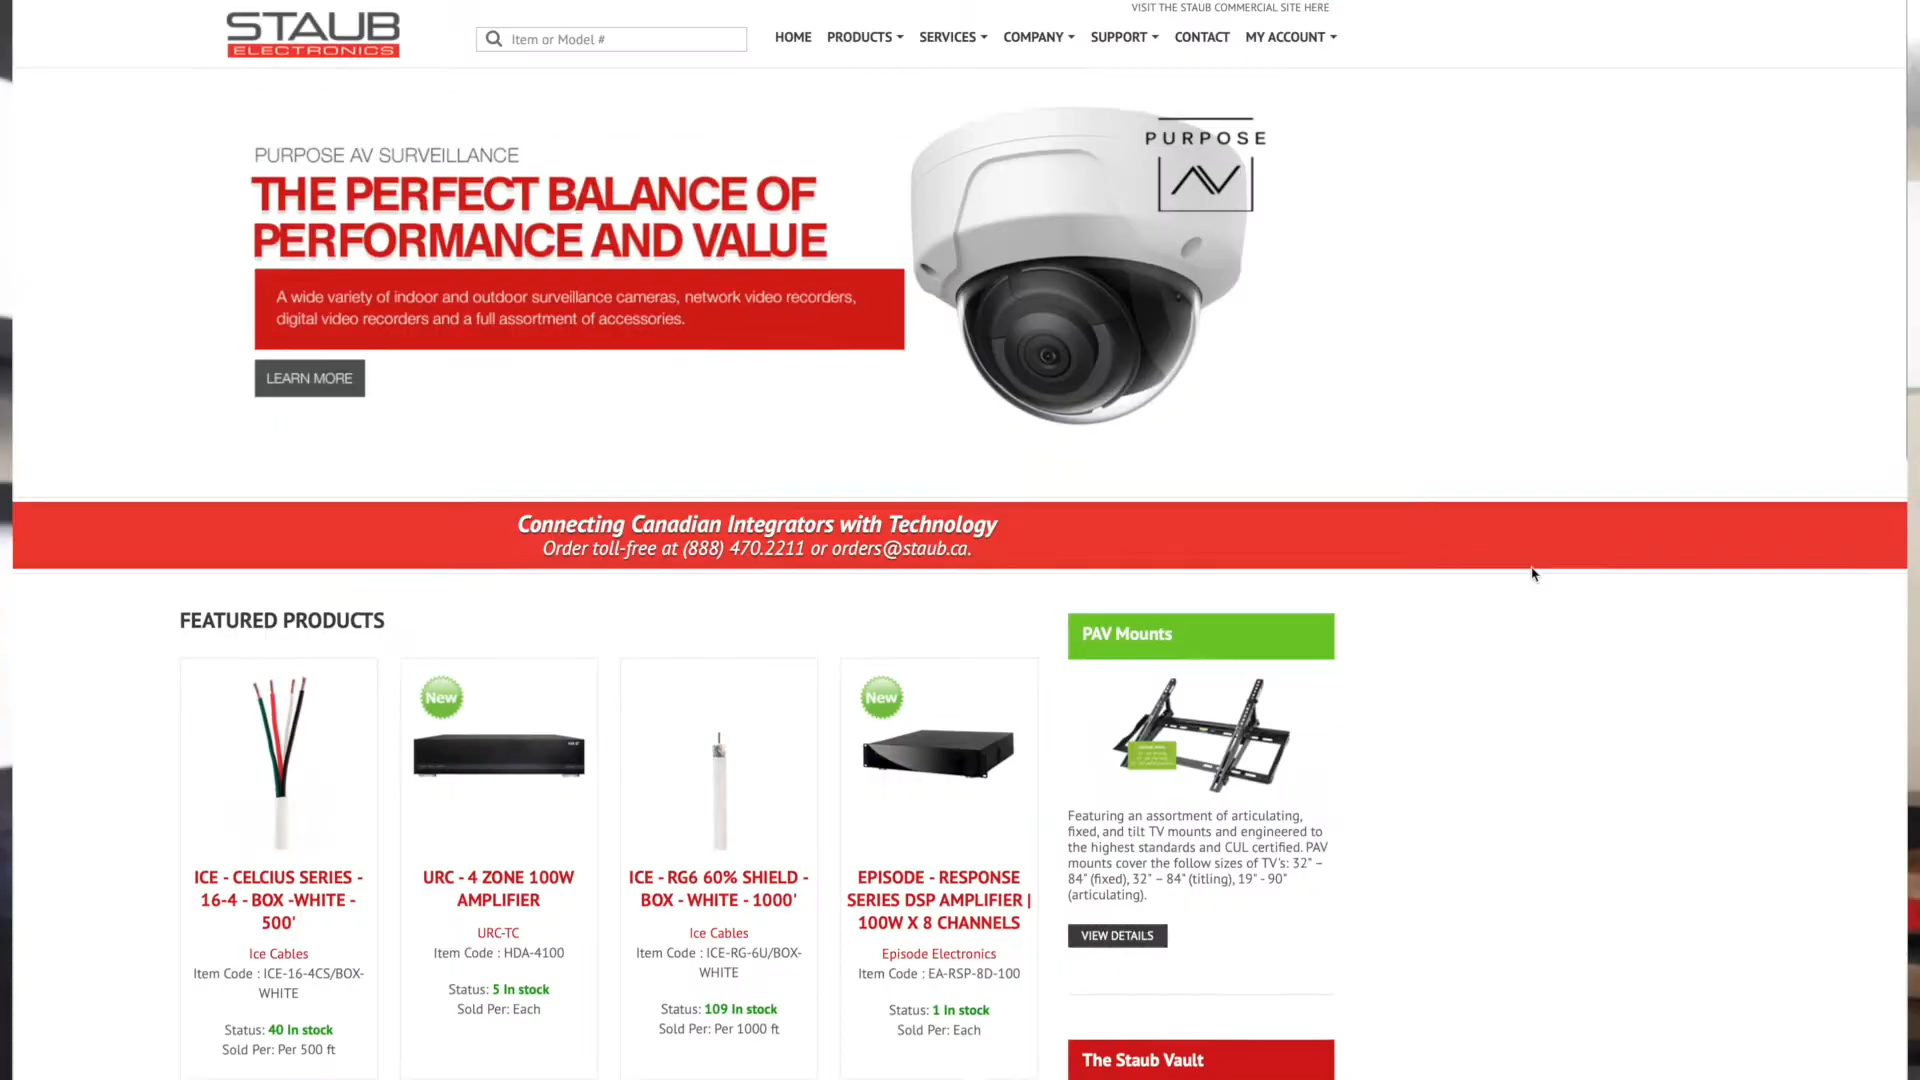 VISIT THE STAUB COMMERCIAL SITE HERE
STAUB
ELECTRONICS
Item or Model #
HOME
PRODUCTS
SERVICES
COMPANY
SUPPORT
CONTACT
MY ACCOUNT
PURPOSE AV SURVEILLANCE
THE PERFECT BALANCE OF
PERFORMANCE AND VALUE
A wide variety of indoor and outdoor surveillance cameras, network video recorders,
digital video recorders and a full assortment of accessories.
LEARN MORE
PURPOSE
AV
Connecting Canadian Integrators with Technology
Order toll-free at (888) 470.2211 or orders@staub.ca.
FEATURED PRODUCTS
ICE - CELCIUS SERIES -
16-4 - BOX -WHITE -
500'
Ice Cables
Item Code : ICE-16-4CS/BOX-
WHITE
Status: 40 In stock
Sold Per: Per 500 ft
New
URC - 4 ZONE 100W
AMPLIFIER
URC-TC
Item Code : HDA-4100
Status: 5 In stock
Sold Per: Each
ICE - RG6 60% SHIELD -
BOX - WHITE - 1000'
Ice Cables
Item Code : ICE-RG-6U/BOX-
WHITE
Status: 109 In stock
Sold Per: Per 1000 ft
New
EPISODE - RESPONSE
SERIES DSP AMPLIFIER |
100W X 8 CHANNELS
Episode Electronics
Item Code : EA-RSP-8D-100
Status: 1 In stock
Sold Per: Each
PAV Mounts
Featuring an assortment of articulating,
fixed, and tilt TV mounts and engineered to
the highest standards and CUL certified. PAV
mounts cover the follow sizes of TV's: 32" –
84" (fixed), 32" – 84" (titling), 19" - 90"
(articulating).
VIEW DETAILS
The Staub Vault